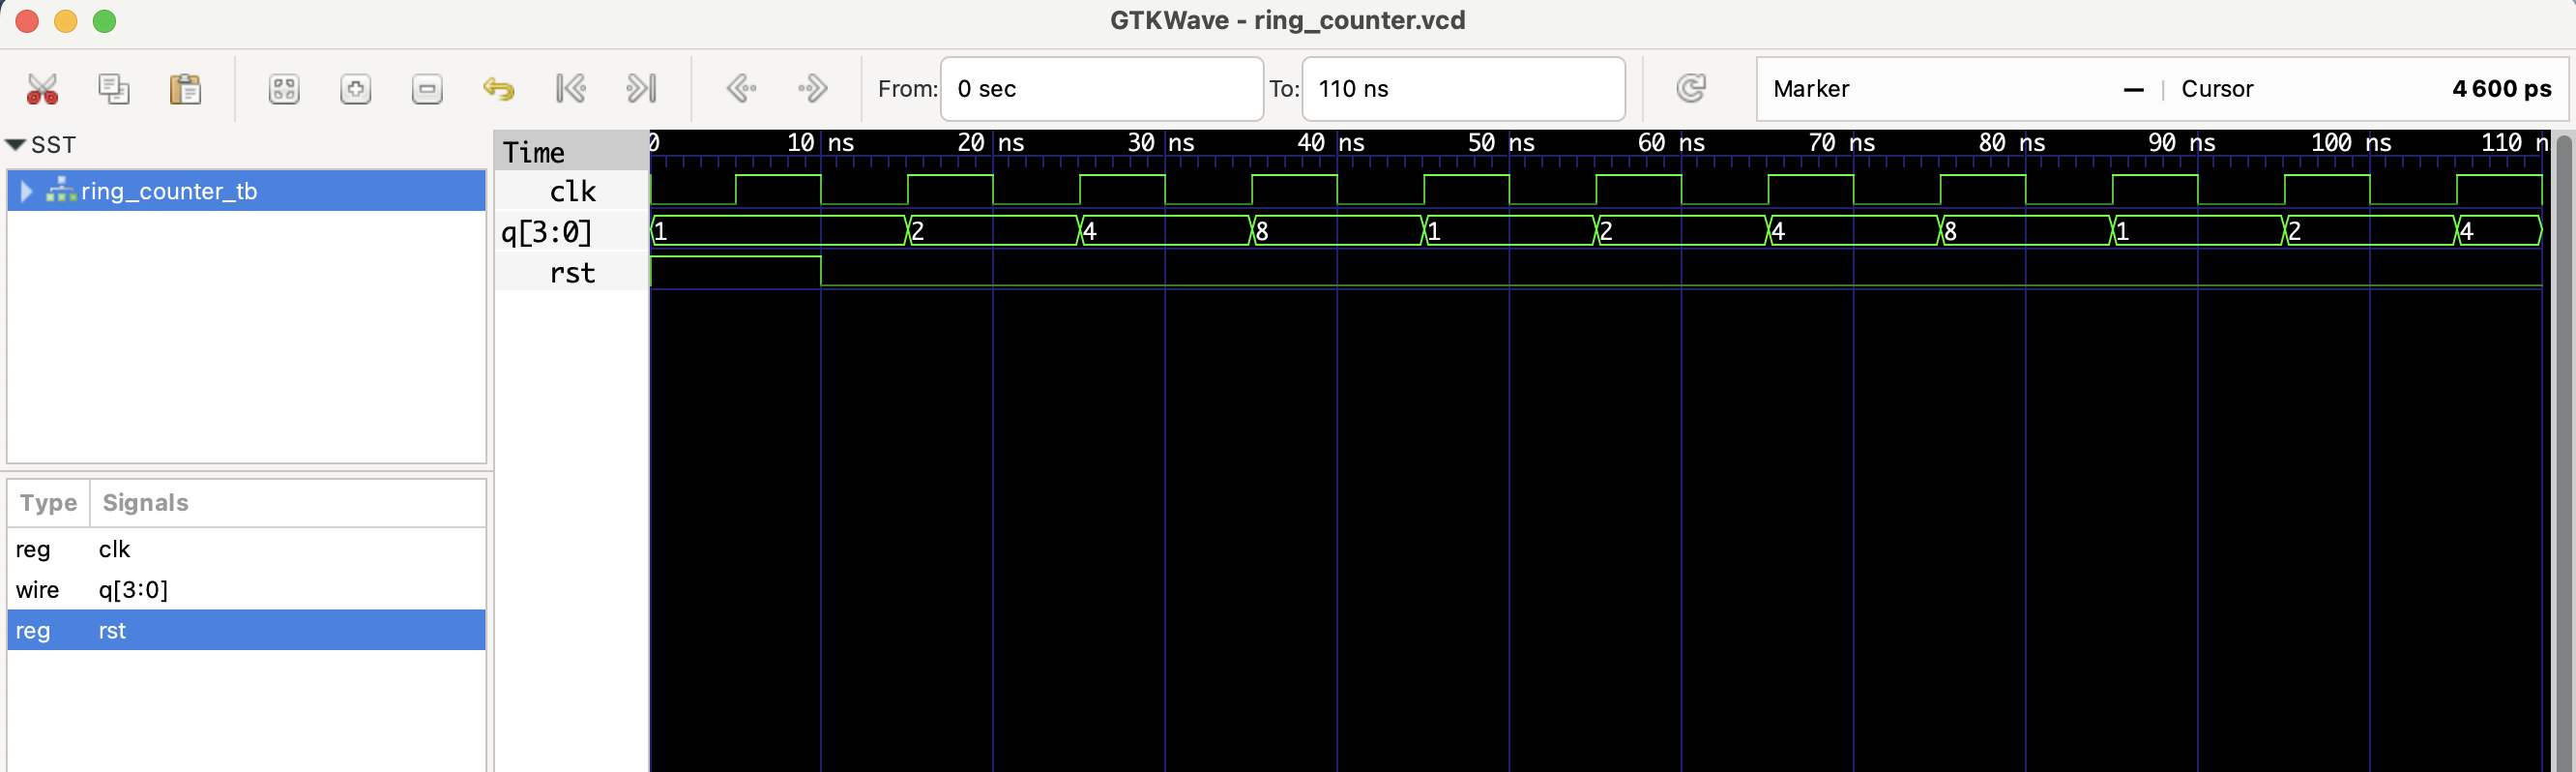 GTKWave - ring_counter.vcd
From: 0 sec To: 110 ns Marker — | Cursor 4 600 ps
SST
ring_counter_tb
Type Signals
reg clk
wire q[3:0]
reg rst
Time 0 10 ns 20 ns 30 ns 40 ns 50 ns 60 ns 70 ns 80 ns 90 ns 100 ns 110 n
clk
q[3:0] 1 2 4 8 1 2 4 8 1 2 4
rst